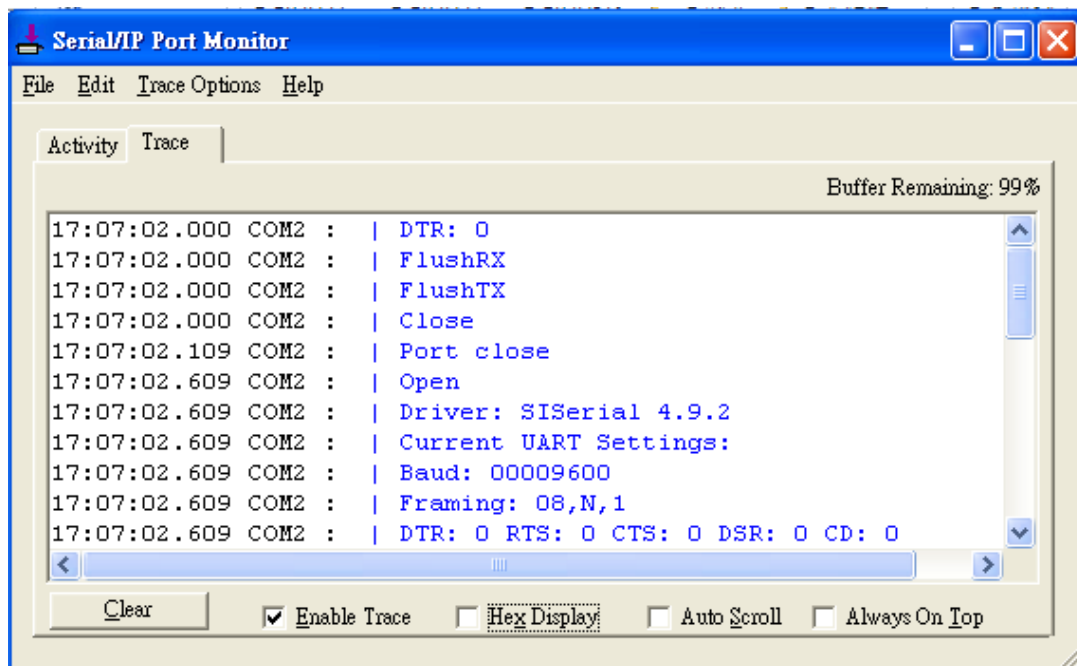 Serial/IP Port Monitor
File Edit Trace Options Help
Activity Trace
Buffer Remaining: 99%
17:07:02.000 COM2 : | DTR: 0
17:07:02.000 COM2 : | FlushRX
17:07:02.000 COM2 : | FlushTX
17:07:02.000 COM2 : | Close
17:07:02.109 COM2 : | Port close
17:07:02.609 COM2 : | Open
17:07:02.609 COM2 : | Driver: SISerial 4.9.2
17:07:02.609 COM2 : | Current UART Settings:
17:07:02.609 COM2 : | Baud: 00009600
17:07:02.609 COM2 : | Framing: 08,N,1
17:07:02.609 COM2 : | DTR: 0 RTS: 0 CTS: 0 DSR: 0 CD: 0
Clear Enable Trace Hex Display Auto Scroll Always On Top